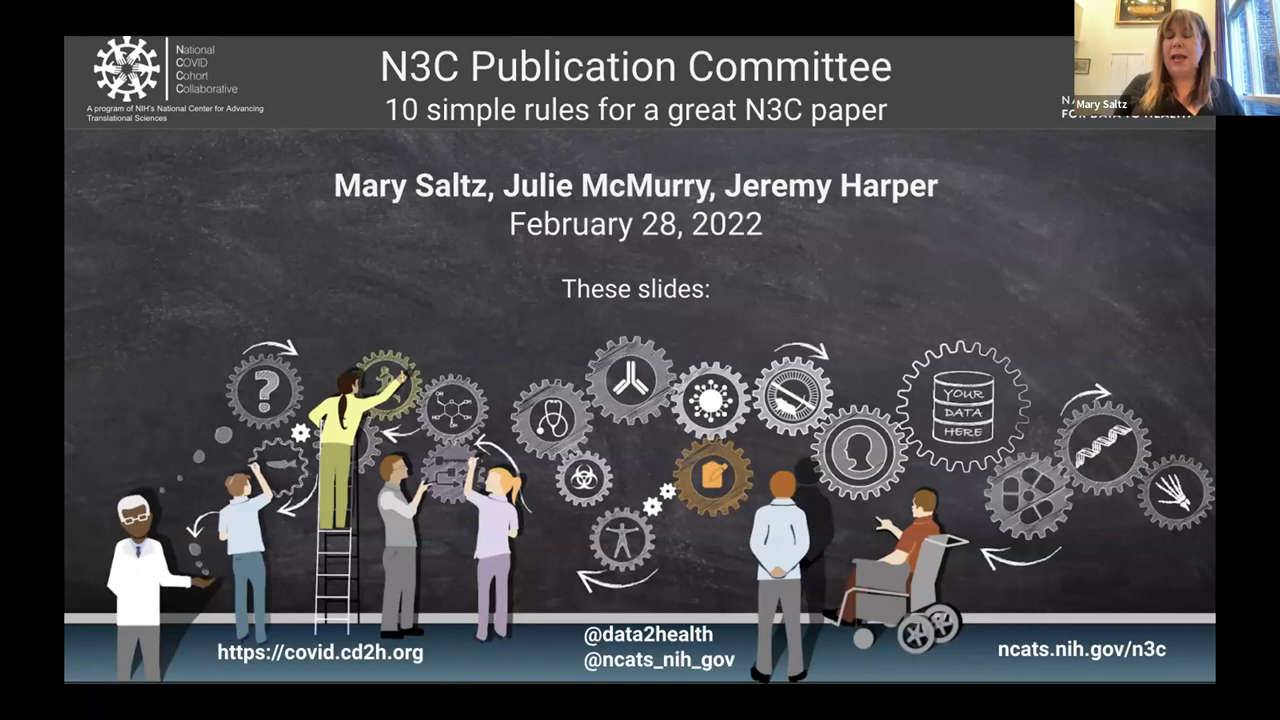 National
COVID
Cohort
Collaborative
A program of NIH's National Center for Advancing
Translational Sciences
N3C Publication Committee
10 simple rules for a great N3C paper
Mary Saltz
Mary Saltz, Julie McMurry, Jeremy Harper
February 28, 2022
These slides:
?
YOUR
DATA
HERE
https://covid.cd2h.org
@data2health
@ncats_nih_gov
ncats.nih.gov/n3c